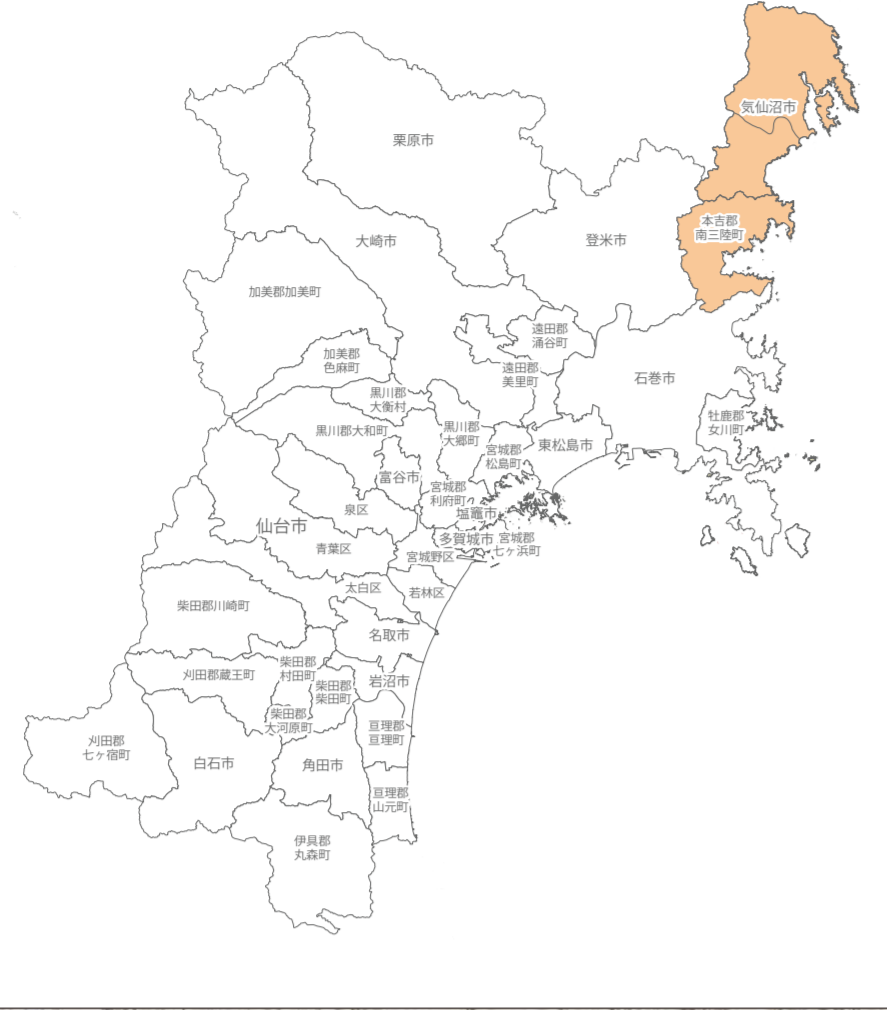 気仙沼市
栗原市
本吉郡
南三陸町
大崎市
登米市
加美郡加美町
遠田郡
涌谷町
加美郡
色麻町
遠田郡
美里町
石巻市
黒川郡
大衡村
牡鹿郡
女川町
黒川郡大和町
黒川郡
大郷町
東松島市
宮城郡
松島町
富谷市
宮城郡
利府町
泉区
塩竈市
仙台市
多賀城市
宮城郡
七ヶ浜町
青葉区
宮城野区
太白区
若林区
柴田郡川崎町
名取市
柴田郡
村田町
刈田郡蔵王町
岩沼市
柴田郡
柴田町
柴田郡
大河原町
亘理郡
亘理町
刈田郡
七ヶ宿町
白石市
角田市
亘理郡
山元町
伊具郡
丸森町